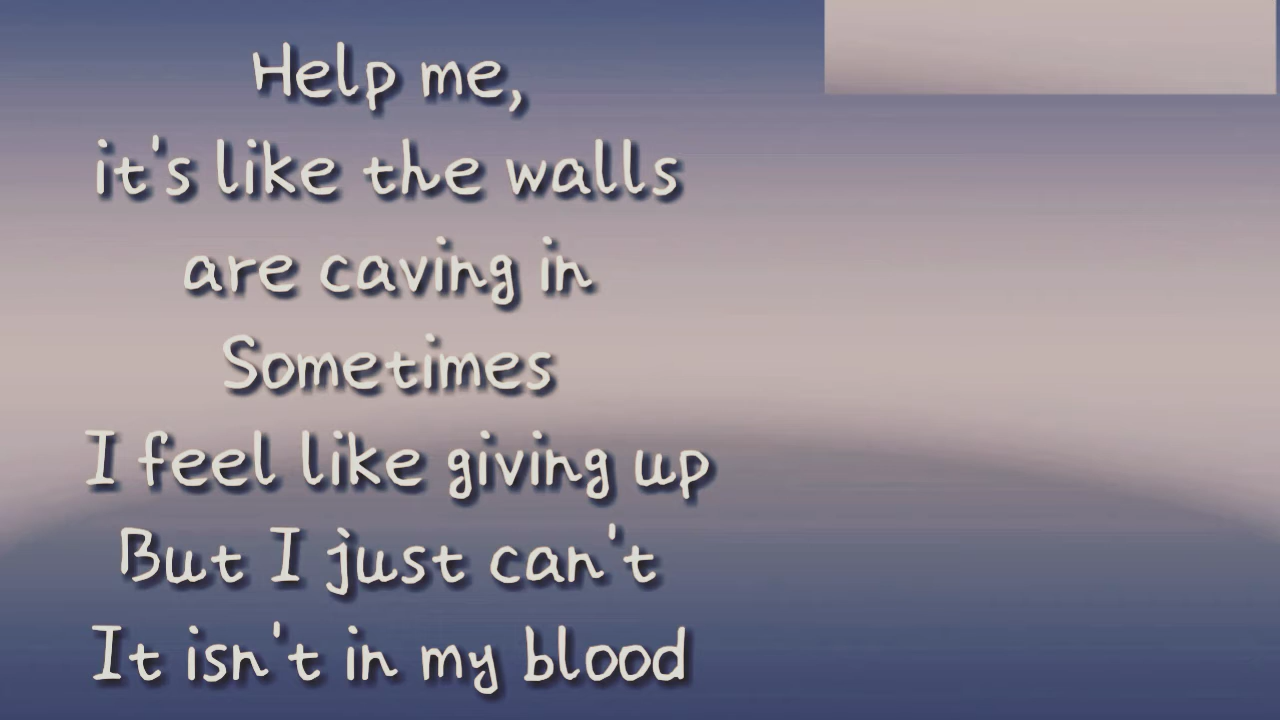 Help me,
it's like the walls
are caving in
Sometimes
I feel like giving up
But I just can't
It isn't in my blood